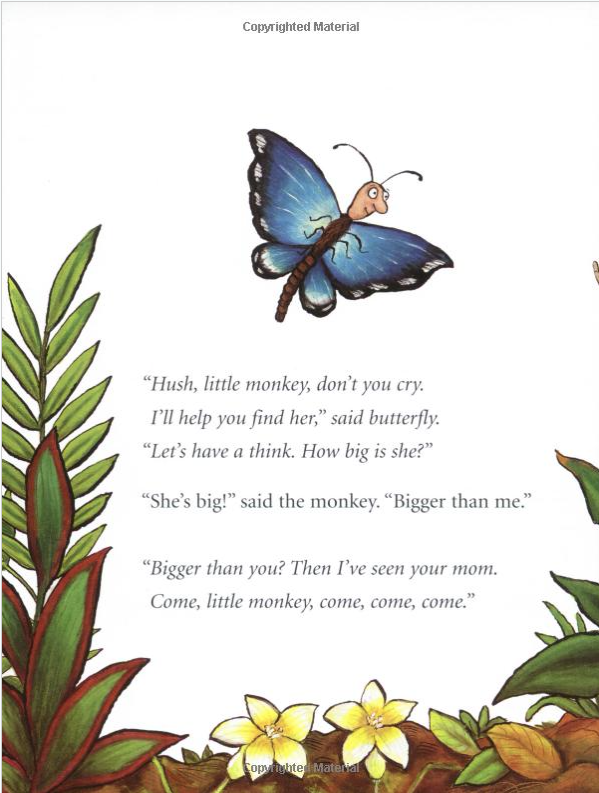 Copyrighted Material
“Hush, little monkey, don’t you cry.
I’ll help you find her,” said butterfly.
“Let’s have a think. How big is she?”
“She’s big!” said the monkey. “Bigger than me.”
“Bigger than you? Then I’ve seen your mom.
Come, little monkey, come, come, come.”
Copyrighted Material